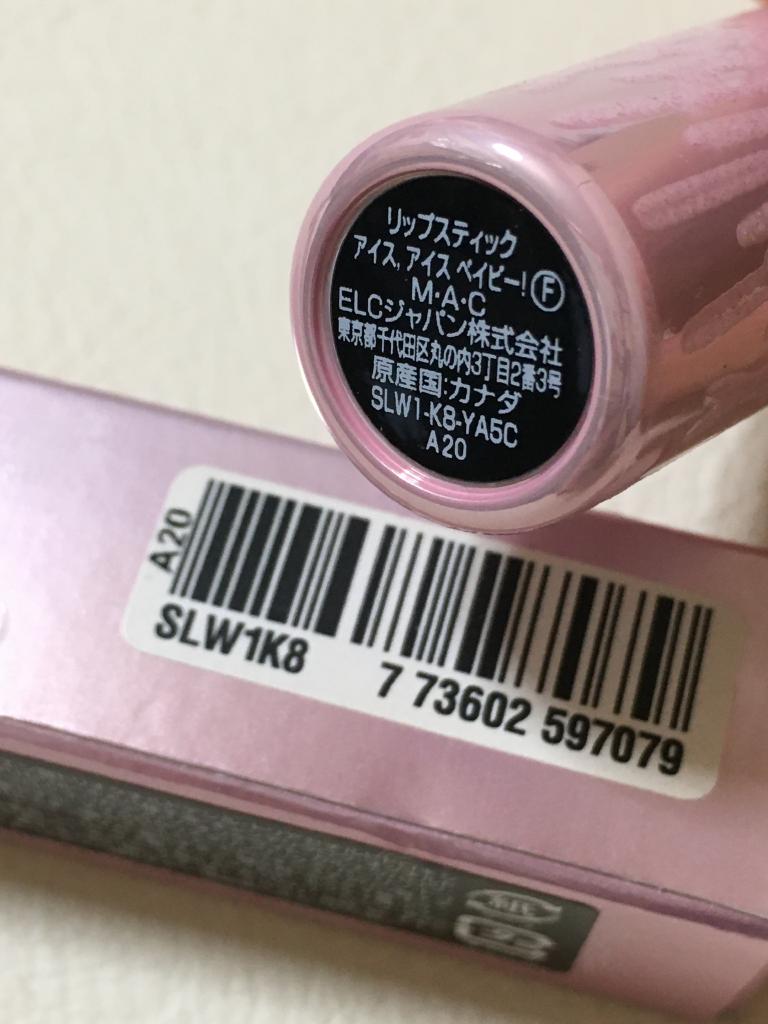 リップスティック
アイス, アイス ベイビー! Ⓕ
M·A·C
ELCジャパン株式会社
東京都千代田区丸の内3丁目2番3号
原産国:カナダ
SLW1-K8-YA5C
A20
A20
SLW1K8
7 73602 597079